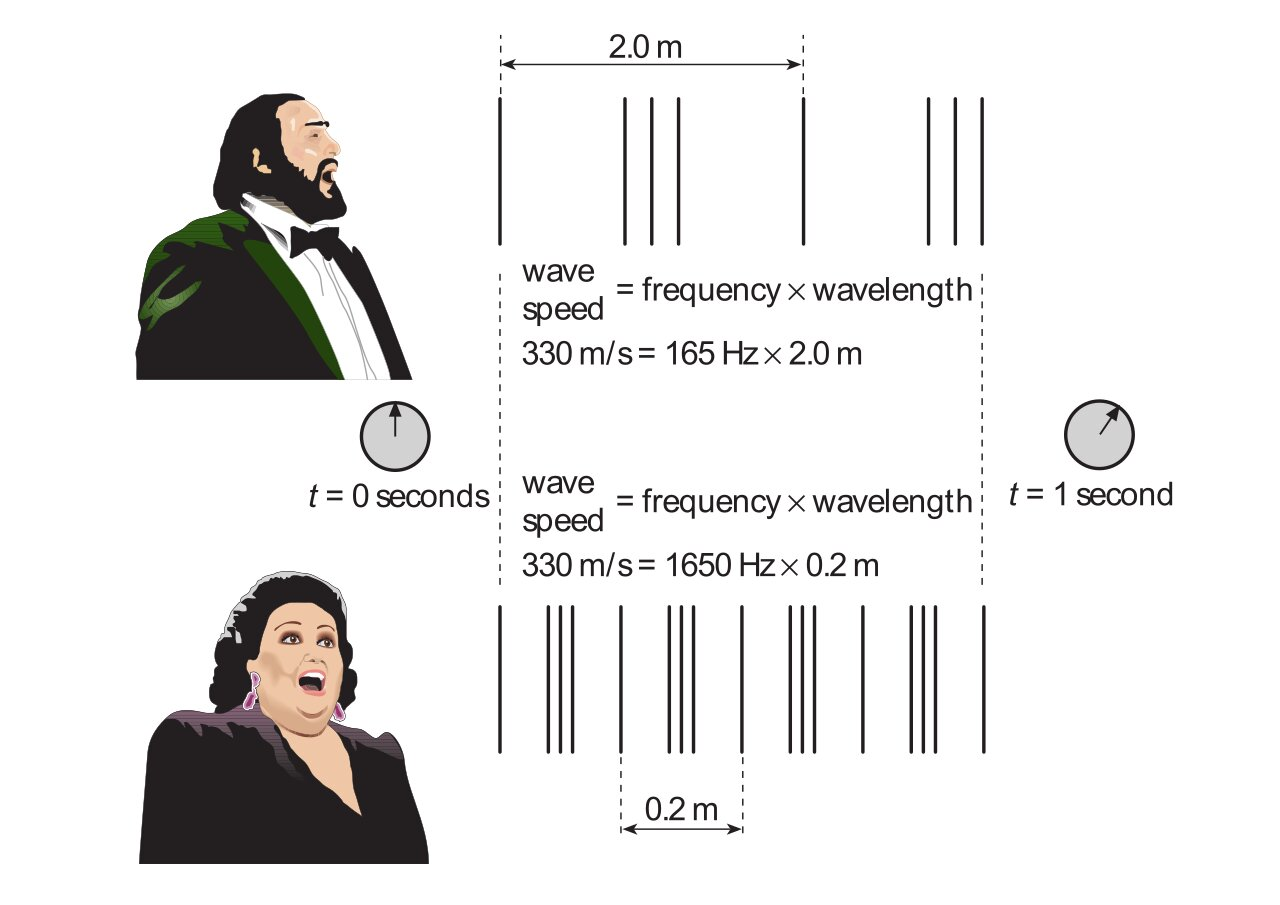 2.0 m
wave
speed
= frequency × wavelength
330 m/s = 165 Hz × 2.0 m
t = 0 seconds
t = 1 second
wave
speed
= frequency × wavelength
330 m/s = 1650 Hz × 0.2 m
0.2 m